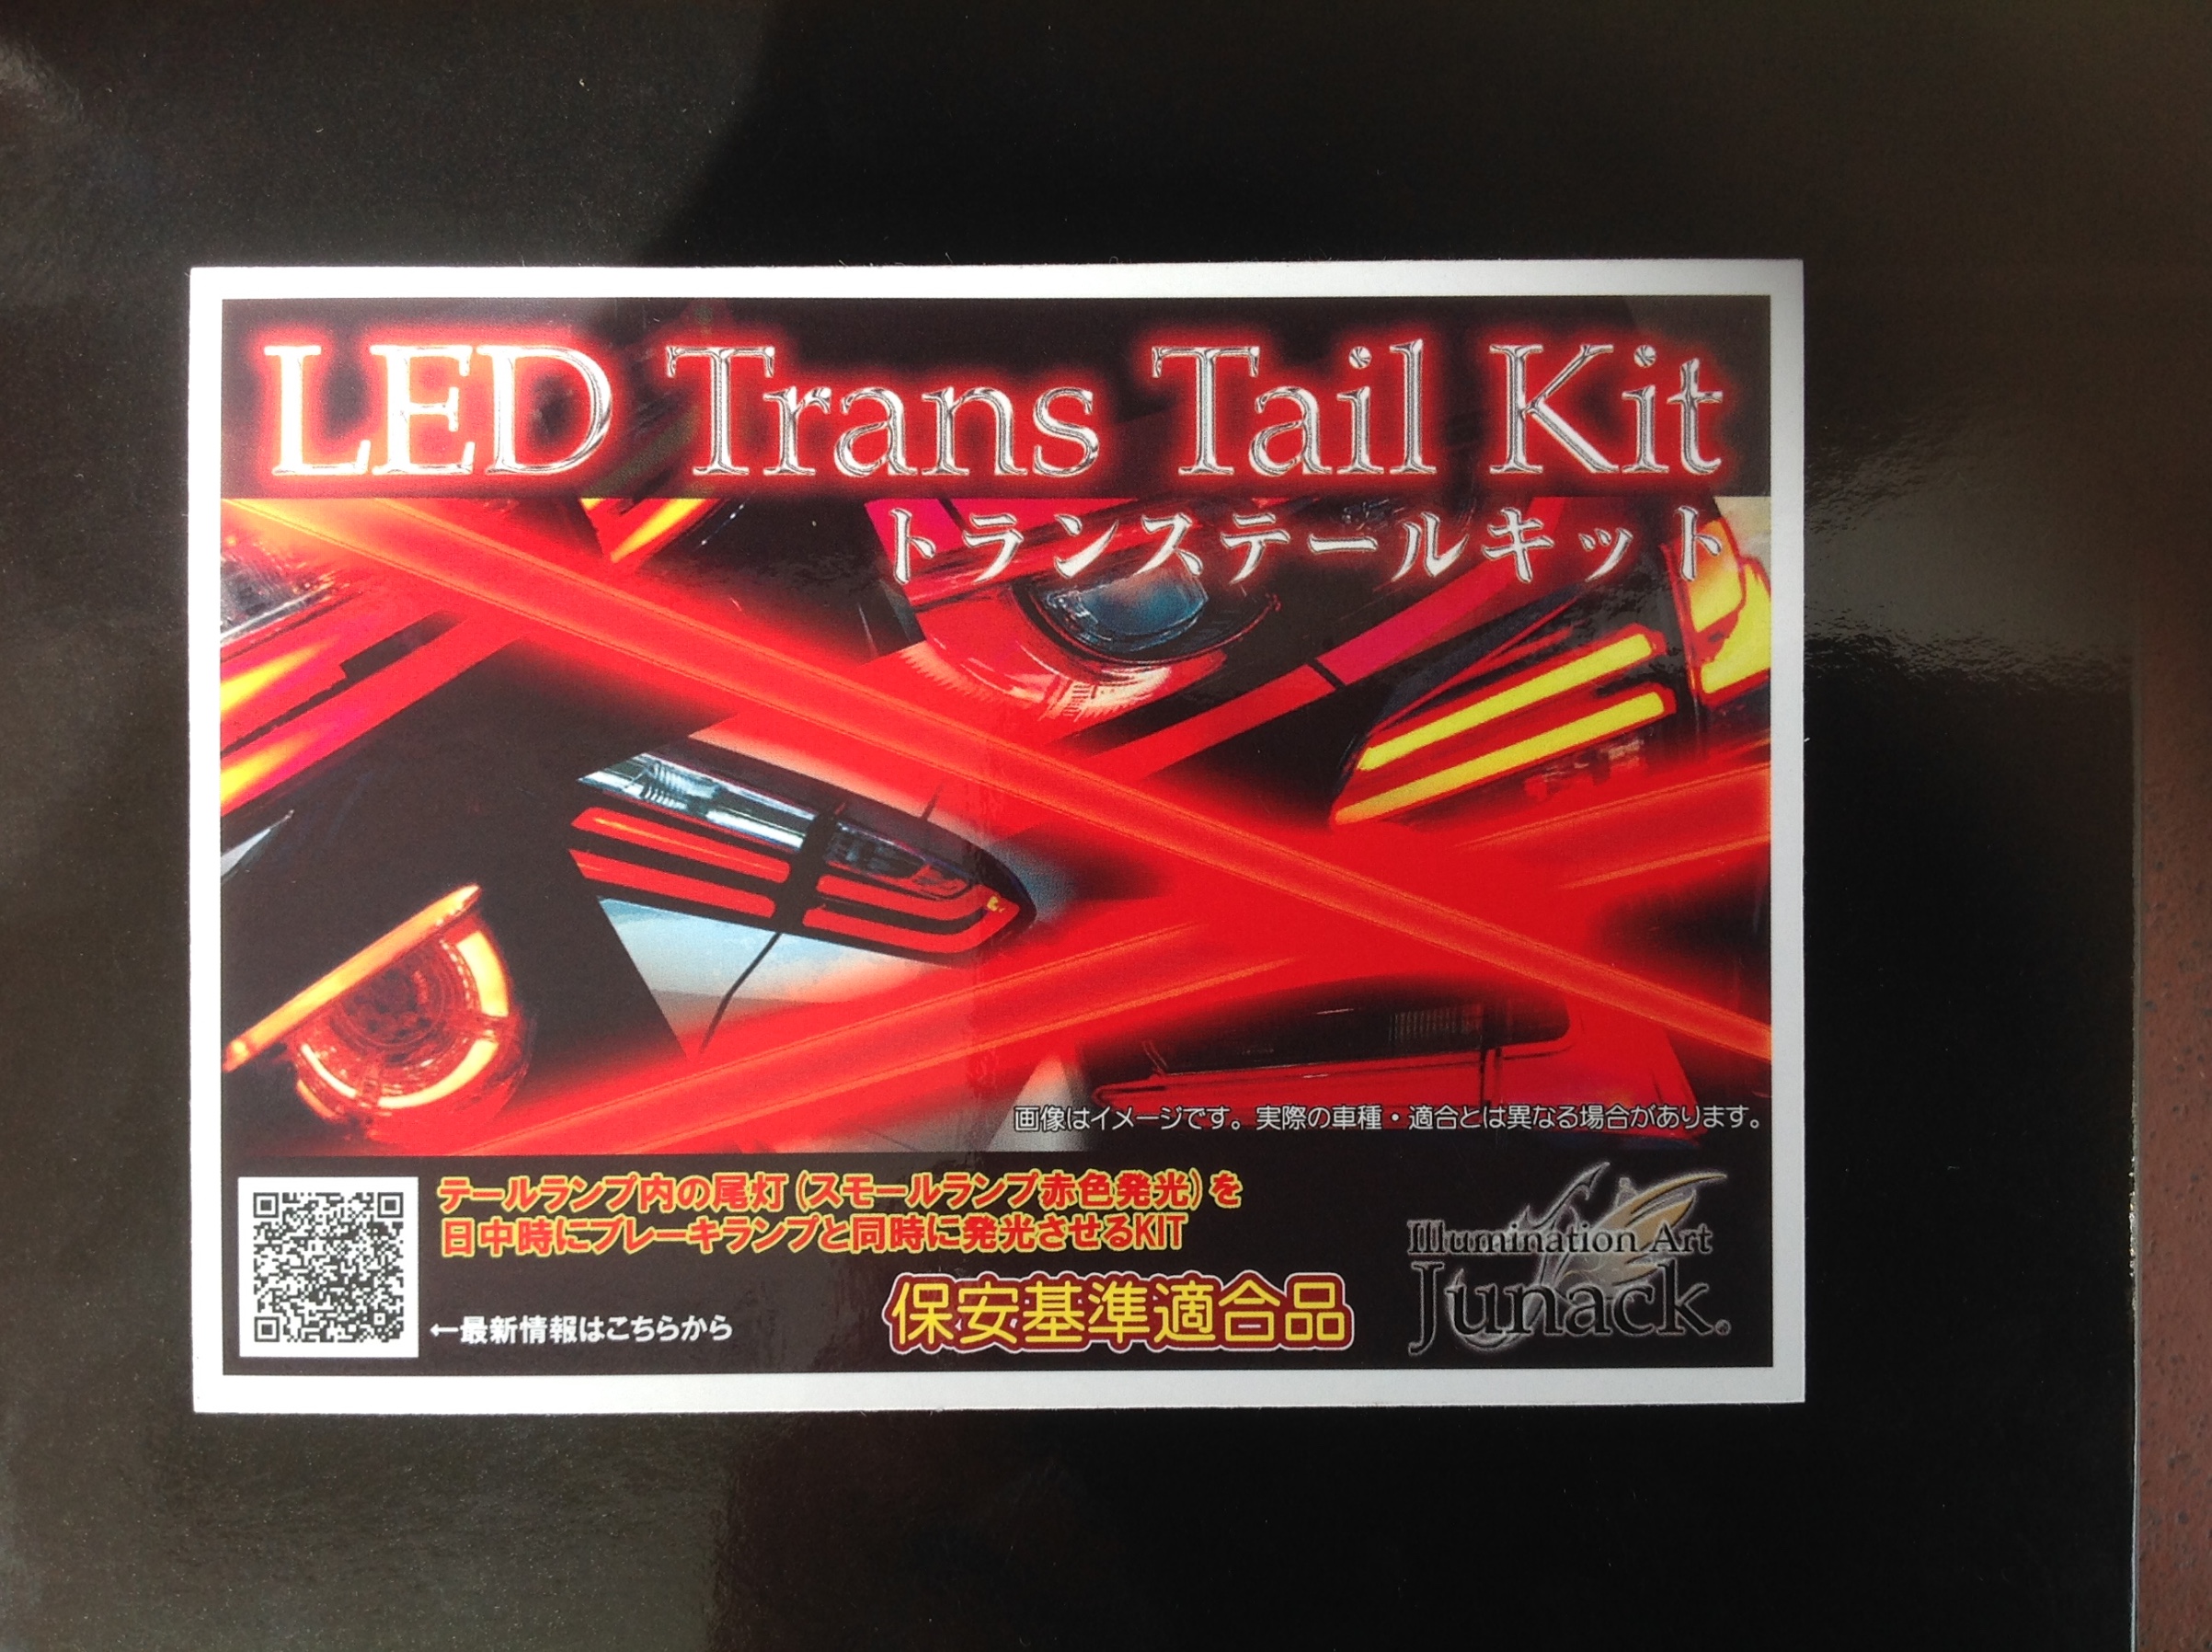 LED Trans Tail Kit
トランステールキット
画像はイメージです。実際の車種・適合とは異なる場合があります。
テールランプ内の尾灯(スモールランプ赤色発光)を
日中時にブレーキランプと同時に発光させるKIT
←最新情報はこちらから
保安基準適合品
Illumination Art
Junack.